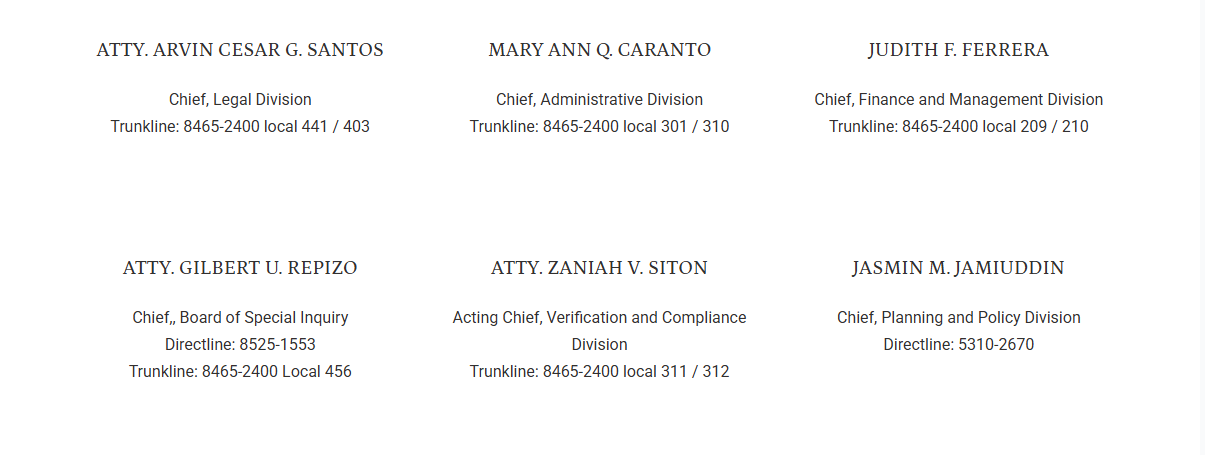 ATTY. ARVIN CESAR G. SANTOS
Chief, Legal Division
Trunkline: 8465-2400 local 441 / 403
MARY ANN Q. CARANTO
Chief, Administrative Division
Trunkline: 8465-2400 local 301 / 310
JUDITH F. FERRERA
Chief, Finance and Management Division
Trunkline: 8465-2400 local 209 / 210
ATTY. GILBERT U. REPIZO
Chief,, Board of Special Inquiry
Directline: 8525-1553
Trunkline: 8465-2400 Local 456
ATTY. ZANIAH V. SITON
Acting Chief, Verification and Compliance
Division
Trunkline: 8465-2400 local 311 / 312
JASMIN M. JAMIUDDIN
Chief, Planning and Policy Division
Directline: 5310-2670